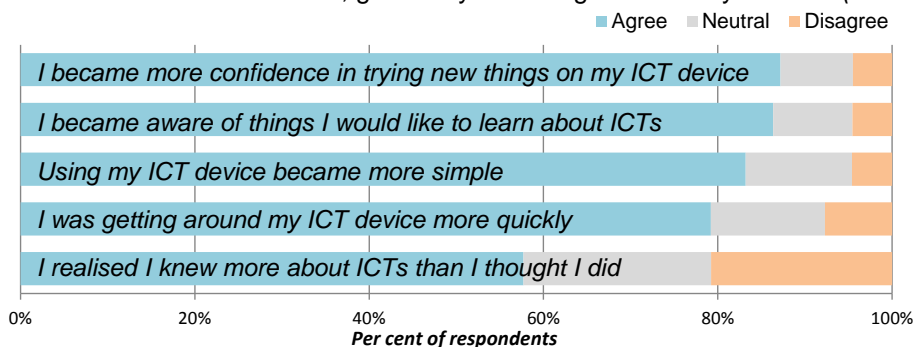 Agree Neutral Disagree
I became more confidence in trying new things on my ICT device
I became aware of things I would like to learn about ICTs
Using my ICT device became more simple
I was getting around my ICT device more quickly
I realised I knew more about ICTs than I thought I did
0% 20% 40% 60% 80% 100%
Per cent of respondents